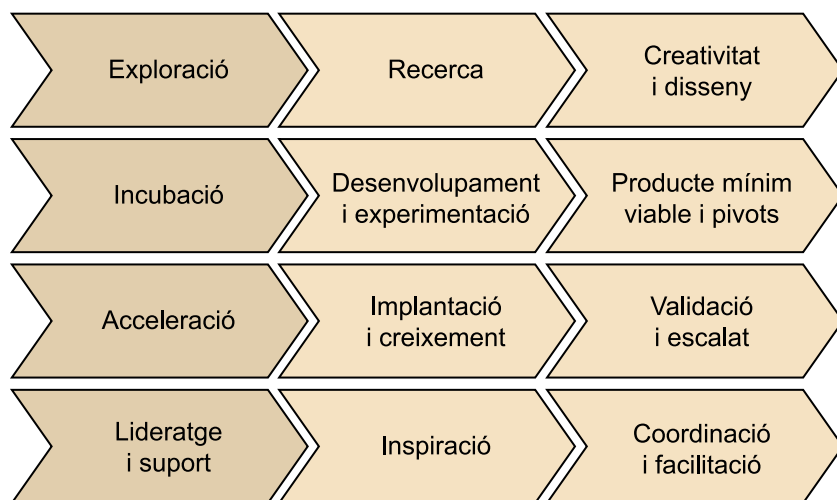 Exploració
Recerca
Creativitat
i disseny
Incubació
Desenvolupament
i experimentació
Producte mínim
viable i pivots
Acceleració
Implantació
i creixement
Validació
i escalat
Lideratge
i suport
Inspiració
Coordinació
i facilitació